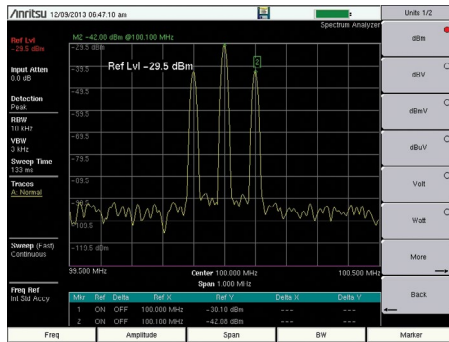 Anritsu 12/09/2013 06:47:10 am
Spectrum Analyzer
M2 -42.08 dBm @100.100 MHz
Ref Lvl
-29.5 dBm
Input Atten
0.0 dB
Detection
Peak
RBW
10 kHz
VBW
3 kHz
Sweep Time
133 ms
Traces
A: Normal
Sweep (Fast)
Continuous
Freq Ref
Int Std Accy
-29.5 dBm
Ref Lvl -29.5 dBm
2
-39.5
-49.5
-59.5
-69.5
-79.5
-89.5
-99.5
-109.5
-119.5 dBm
99.500 MHz
Center 100.000 MHz
100.500 MHz
Span 1.000 MHz
Mkr Ref Delta Ref X Ref Y Delta X Delta Y
1 ON OFF 100.000 MHz -30.10 dBm --- ---
2 ON OFF 100.100 MHz -42.08 dBm --- ---
Units 1/2
dBm
dBV
dBmV
dBuV
Volt
Watt
More
Back
Freq
Amplitude
Span
BW
Marker